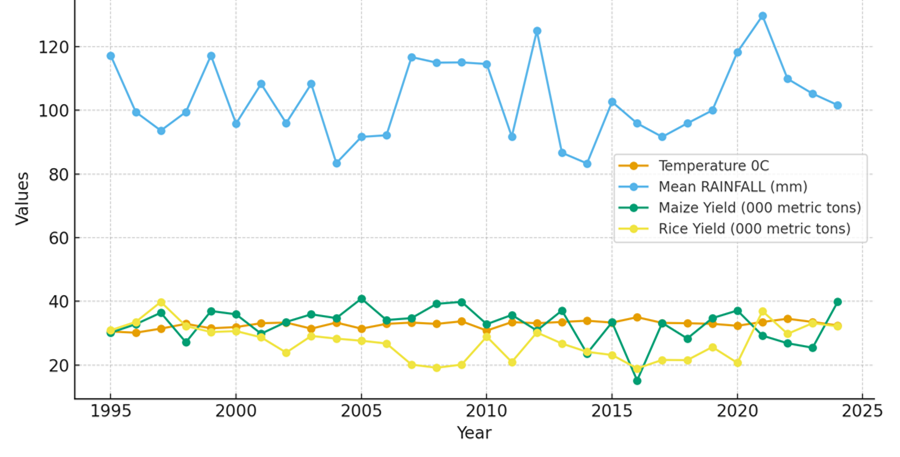 120
100
80
60
40
20
Values
Temperature 0C
Mean RAINFALL (mm)
Maize Yield (000 metric tons)
Rice Yield (000 metric tons)
1995 2000 2005 2010 2015 2020 2025
Year